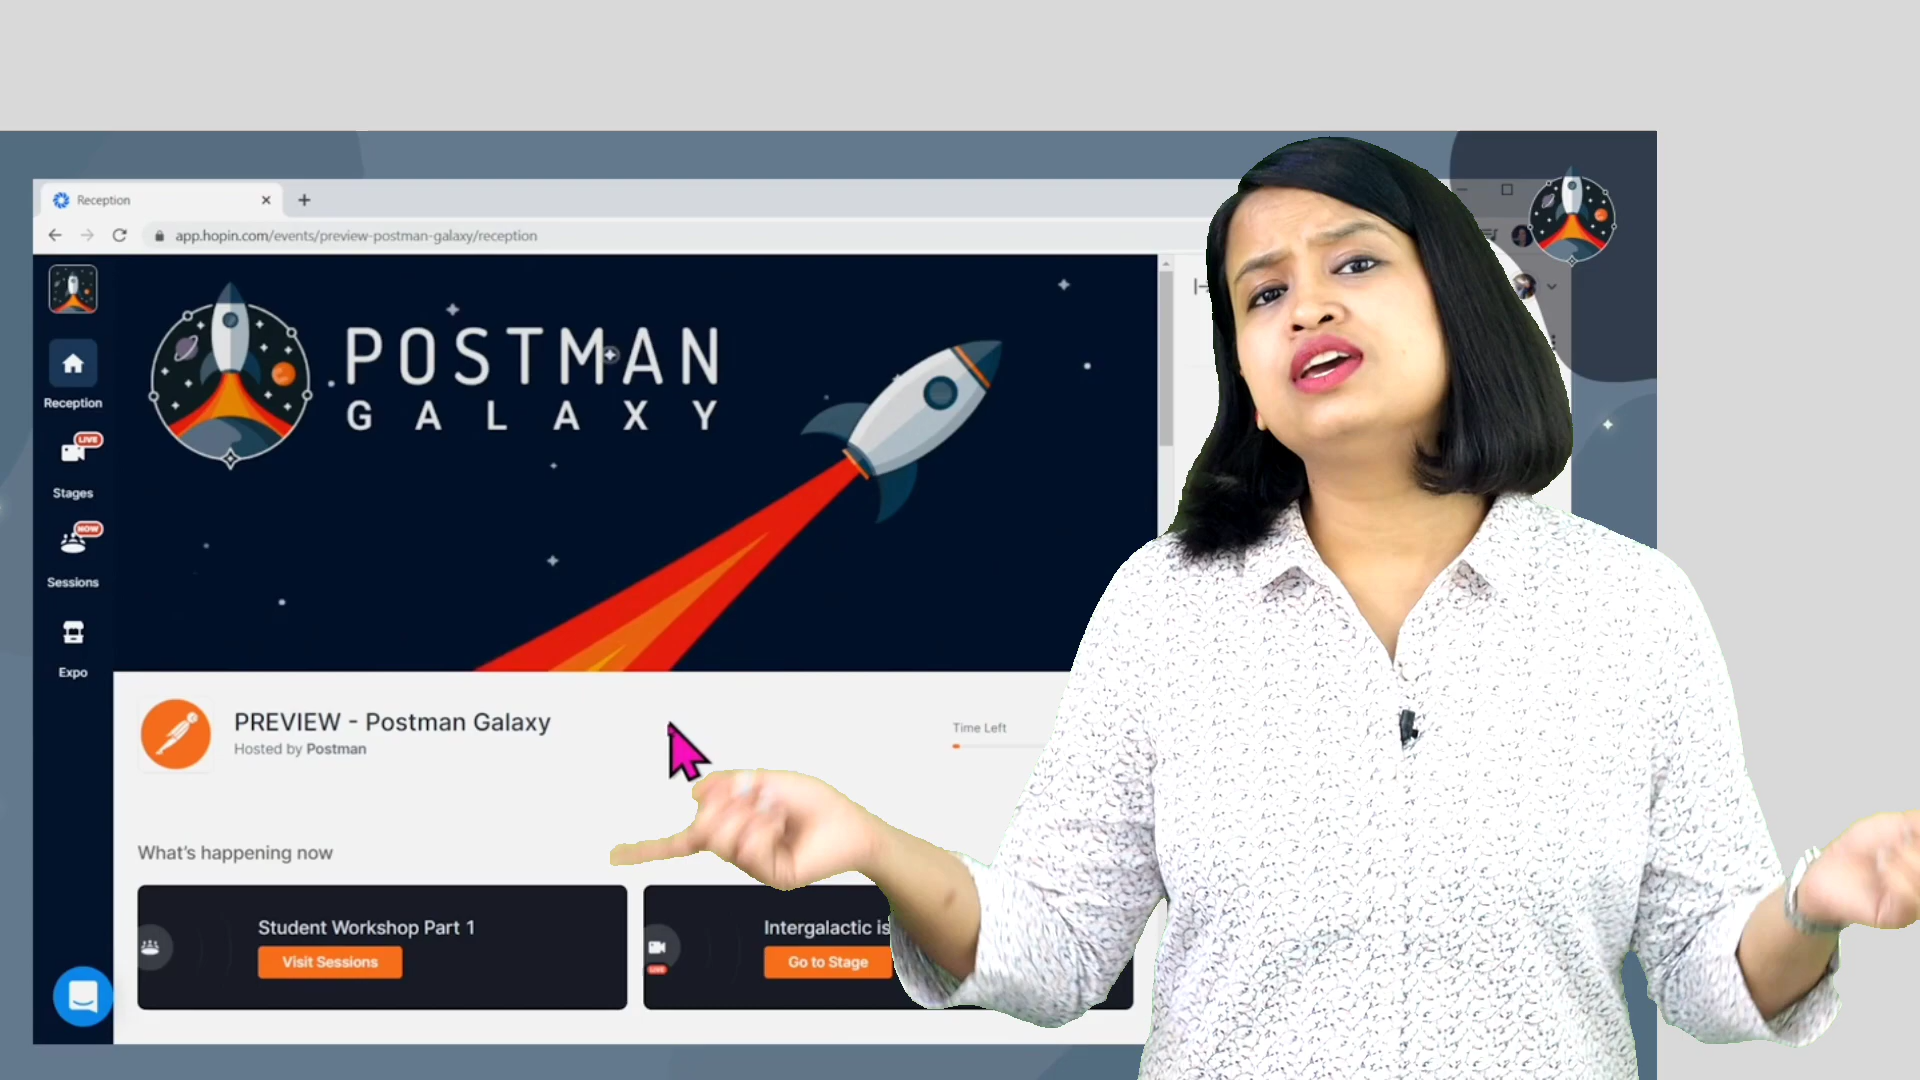 Reception
app.hopin.com/events/preview-postman-galaxy/reception
POSTMAN
GALAXY
Reception
LIVE
Stages
NOW
Sessions
Expo
PREVIEW - Postman Galaxy
Hosted by Postman
Time Left
What's happening now
Student Workshop Part 1
Visit Sessions
Intergalactic is
Go to Stage
LIVE